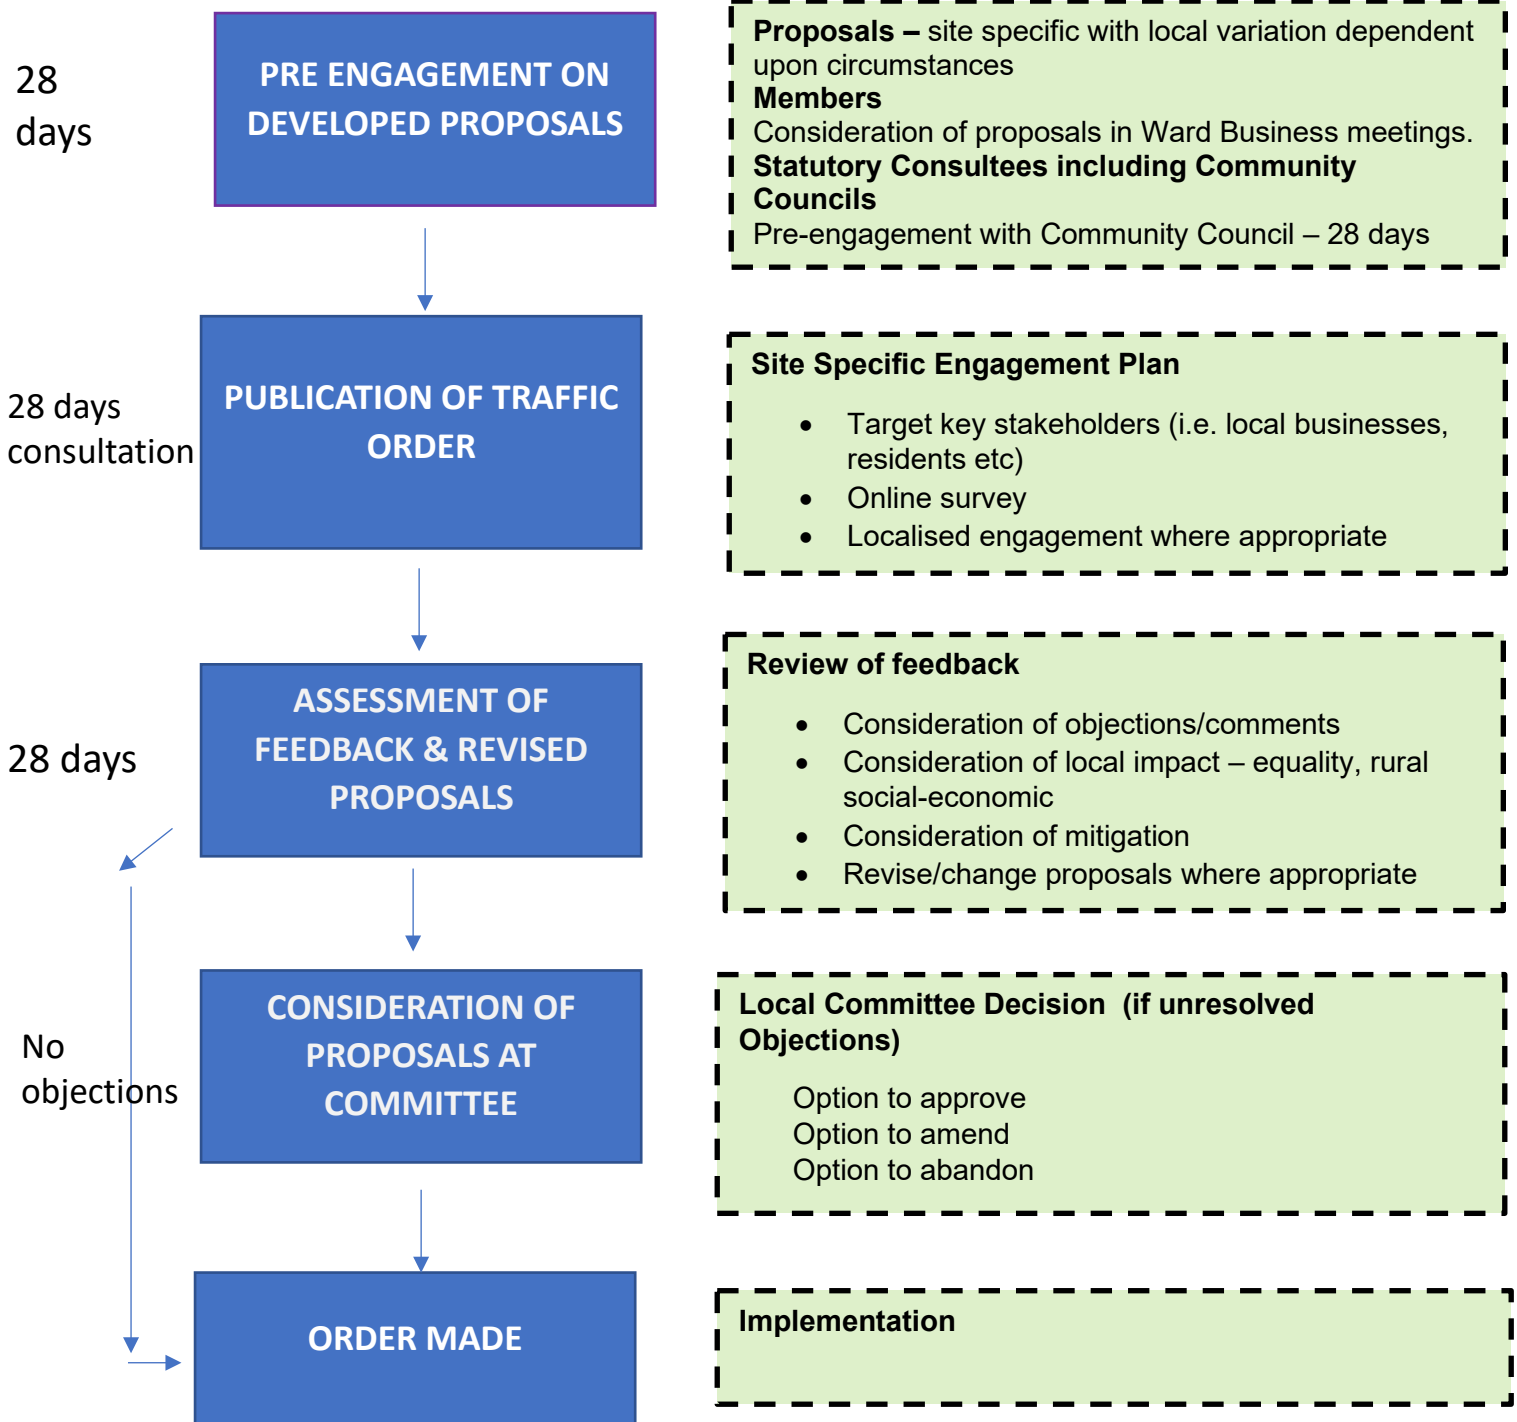 28
days
PRE ENGAGEMENT ON
DEVELOPED PROPOSALS
Proposals – site specific with local variation dependent
upon circumstances
Members
Consideration of proposals in Ward Business meetings.
Statutory Consultees including Community
Councils
Pre-engagement with Community Council – 28 days
28 days
consultation
PUBLICATION OF TRAFFIC
ORDER
Site Specific Engagement Plan
• Target key stakeholders (i.e. local businesses,
residents etc)
• Online survey
• Localised engagement where appropriate
28 days
ASSESSMENT OF
FEEDBACK & REVISED
PROPOSALS
Review of feedback
• Consideration of objections/comments
• Consideration of local impact – equality, rural
social-economic
• Consideration of mitigation
• Revise/change proposals where appropriate
No
objections
CONSIDERATION OF
PROPOSALS AT
COMMITTEE
Local Committee Decision (if unresolved
Objections)
Option to approve
Option to amend
Option to abandon
ORDER MADE
Implementation